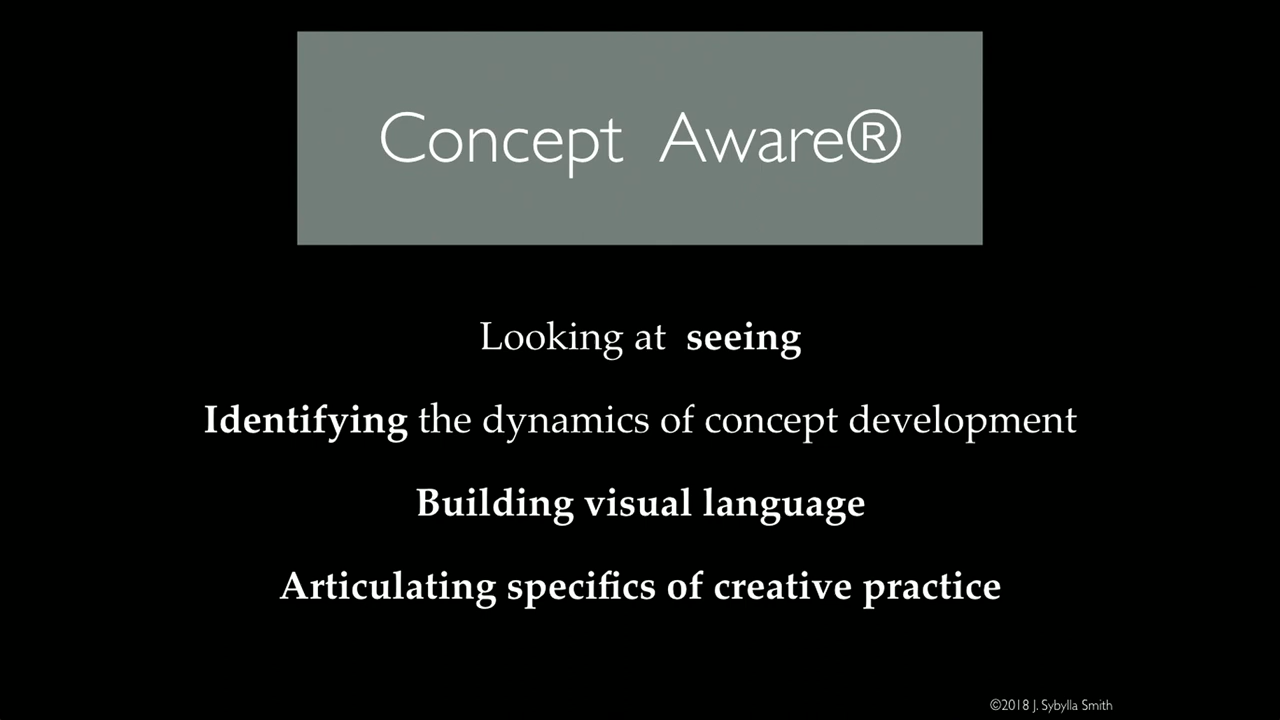 Concept Aware®
Looking at seeing
Identifying the dynamics of concept development
Building visual language
Articulating specifics of creative practice
©2018 J. Sybylla Smith